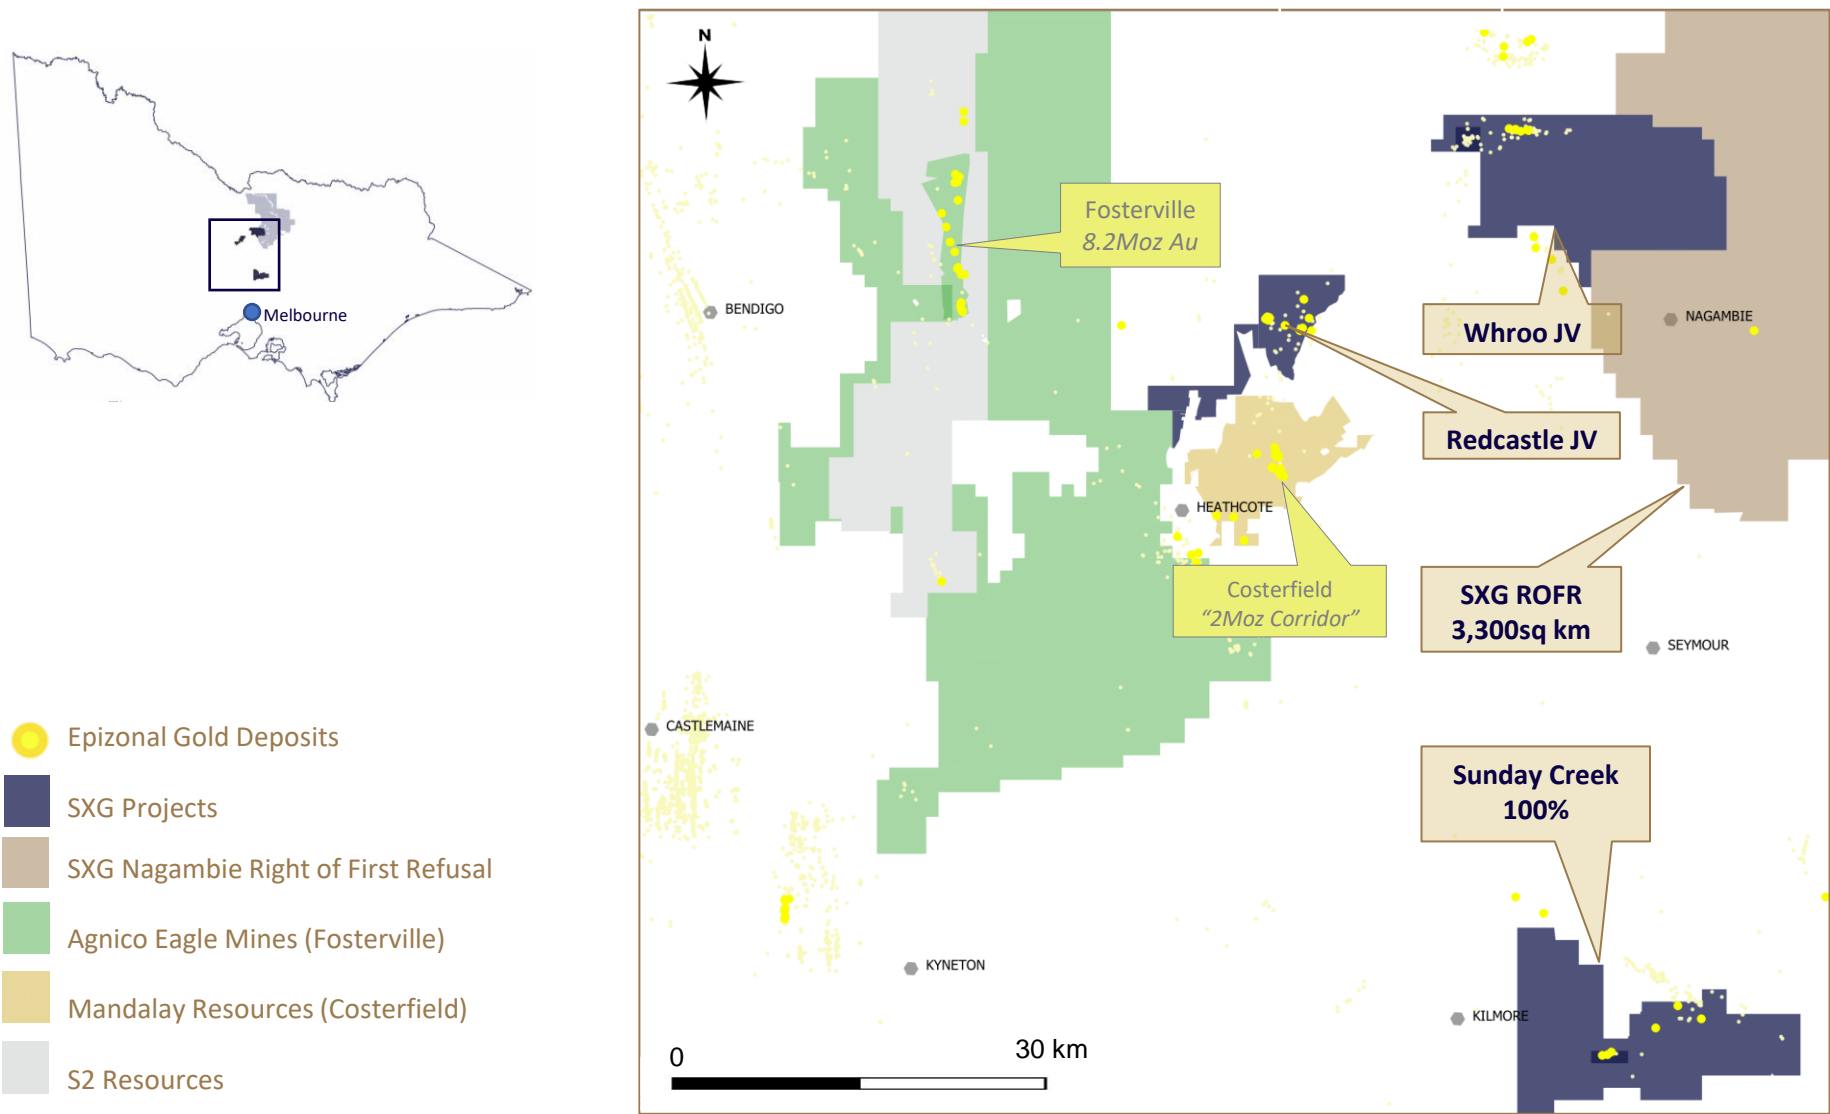 Melbourne
Epizonal Gold Deposits
SXG Projects
SXG Nagambie Right of First Refusal
Agnico Eagle Mines (Fosterville)
Mandalay Resources (Costerfield)
S2 Resources
N
Fosterville
8.2Moz Au
BENDIGO
Whroo JV
NAGAMBIE
Redcastle JV
HEATHCOTE
Costerfield
“2Moz Corridor”
SXG ROFR
3,300sq km
SEYMOUR
CASTLEMAINE
Sunday Creek
100%
KYNETON
KILMORE
0
30 km